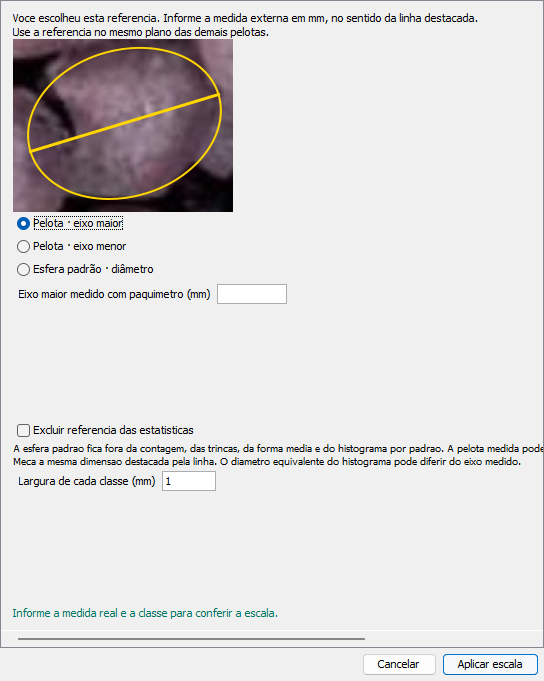 Voce escolheu esta referencia. Informe a medida externa em mm, no sentido da linha destacada.
Use a referencia no mesmo plano das demais pelotas.
Pelota · eixo maior
Pelota · eixo menor
Esfera padrão · diâmetro
Eixo maior medido com paquimetro (mm)
Excluir referencia das estatisticas
A esfera padrao fica fora da contagem, das trincas, da forma media e do histograma por padrao. A pelota medida pode
Meca a mesma dimensao destacada pela linha. O diametro equivalente do histograma pode diferir do eixo medido.
Largura de cada classe (mm) 1
Informe a medida real e a classe para conferir a escala.
Cancelar Aplicar escala